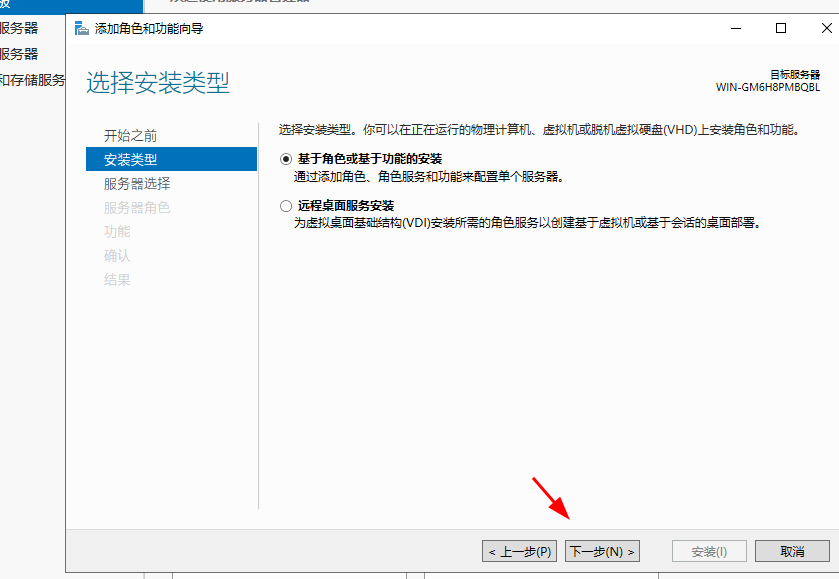 服务器
服务器
和存储服务
添加角色和功能向导
选择安装类型
目标服务器
WIN-GM6H8PMBQBL
开始之前
安装类型
服务器选择
服务器角色
功能
确认
结果
选择安装类型。你可以在正在运行的物理计算机、虚拟机或脱机虚拟硬盘(VHD)上安装角色和功能。
基于角色或基于功能的安装
通过添加角色、角色服务和功能来配置单个服务器。
远程桌面服务安装
为虚拟桌面基础结构(VDI)安装所需的角色服务以创建基于虚拟机或基于会话的桌面部署。
< 上一步(P) 下一步(N) > 安装(I) 取消